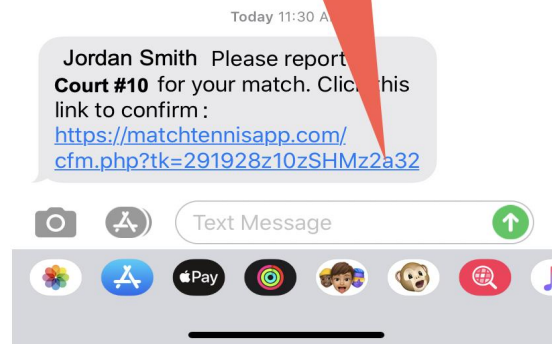 Today 11:30 A
Jordan Smith Please report
Court #10 for your match. Click this
link to confirm :
https://matchtennisapp.com/
cfm.php?tk=291928z10zSHMz2a32
Text Message
Pay